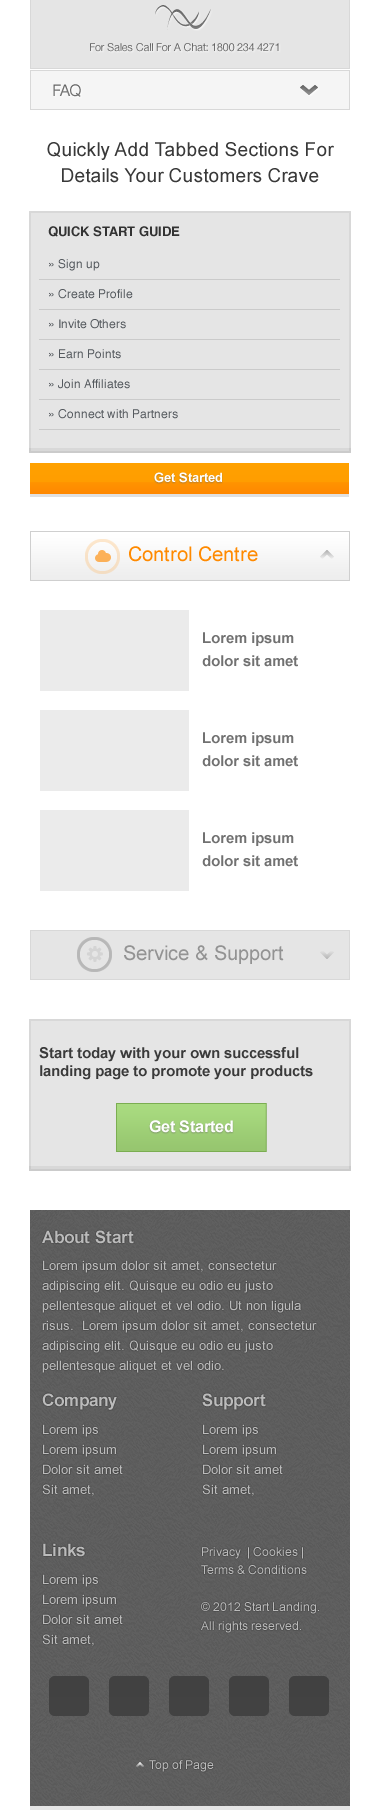 For Sales Call For A Chat: 1800 234 4271
FAQ
Quickly Add Tabbed Sections For
Details Your Customers Crave
QUICK START GUIDE
» Sign up
» Create Profile
» Invite Others
» Earn Points
» Join Affiliates
» Connect with Partners
Get Started
Control Centre
Lorem ipsum
dolor sit amet
Lorem ipsum
dolor sit amet
Lorem ipsum
dolor sit amet
Service & Support
Start today with your own successful
landing page to promote your products
Get Started
About Start
Lorem ipsum dolor sit amet, consectetur
adipiscing elit. Quisque eu odio eu justo
pellentesque aliquet et vel odio. Ut non ligula
risus.  Lorem ipsum dolor sit amet, consectetur
adipiscing elit. Quisque eu odio eu justo
pellentesque aliquet et vel odio.
Company
Lorem ips
Lorem ipsum
Dolor sit amet
Sit amet,
Support
Lorem ips
Lorem ipsum
Dolor sit amet
Sit amet,
Links
Lorem ips
Lorem ipsum
Dolor sit amet
Sit amet,
Privacy  | Cookies |
Terms & Conditions
© 2012 Start Landing.
All rights reserved.
Top of Page